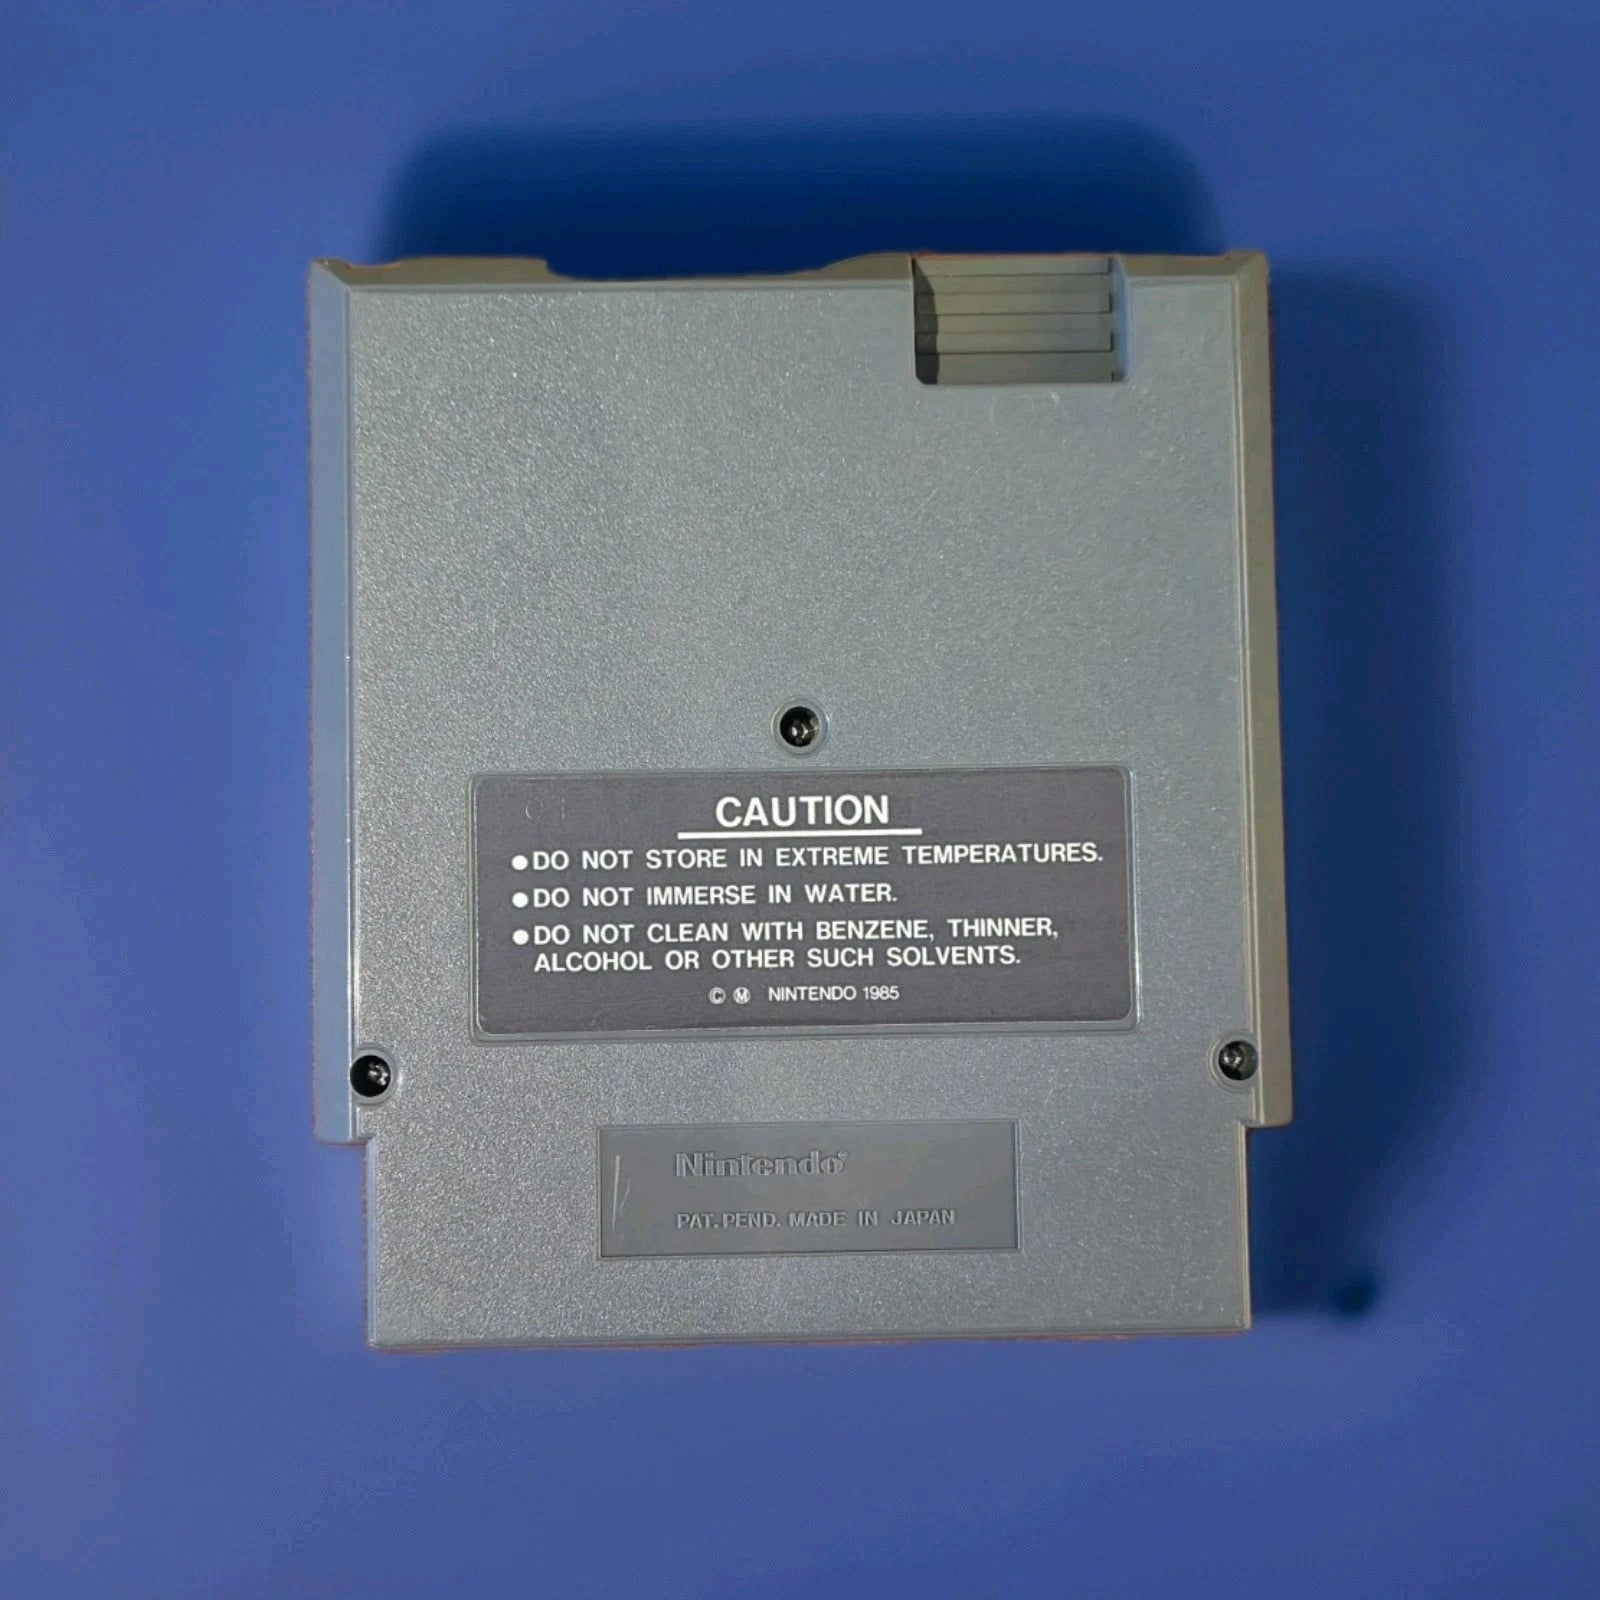 01
CAUTION
●DO NOT STORE IN EXTREME TEMPERATURES.
●DO NOT IMMERSE IN WATER.
●DO NOT CLEAN WITH BENZENE, THINNER,
ALCOHOL OR OTHER SUCH SOLVENTS.
© Ⓜ NINTENDO 1985
Nintendo®
PAT. PEND. MADE IN JAPAN